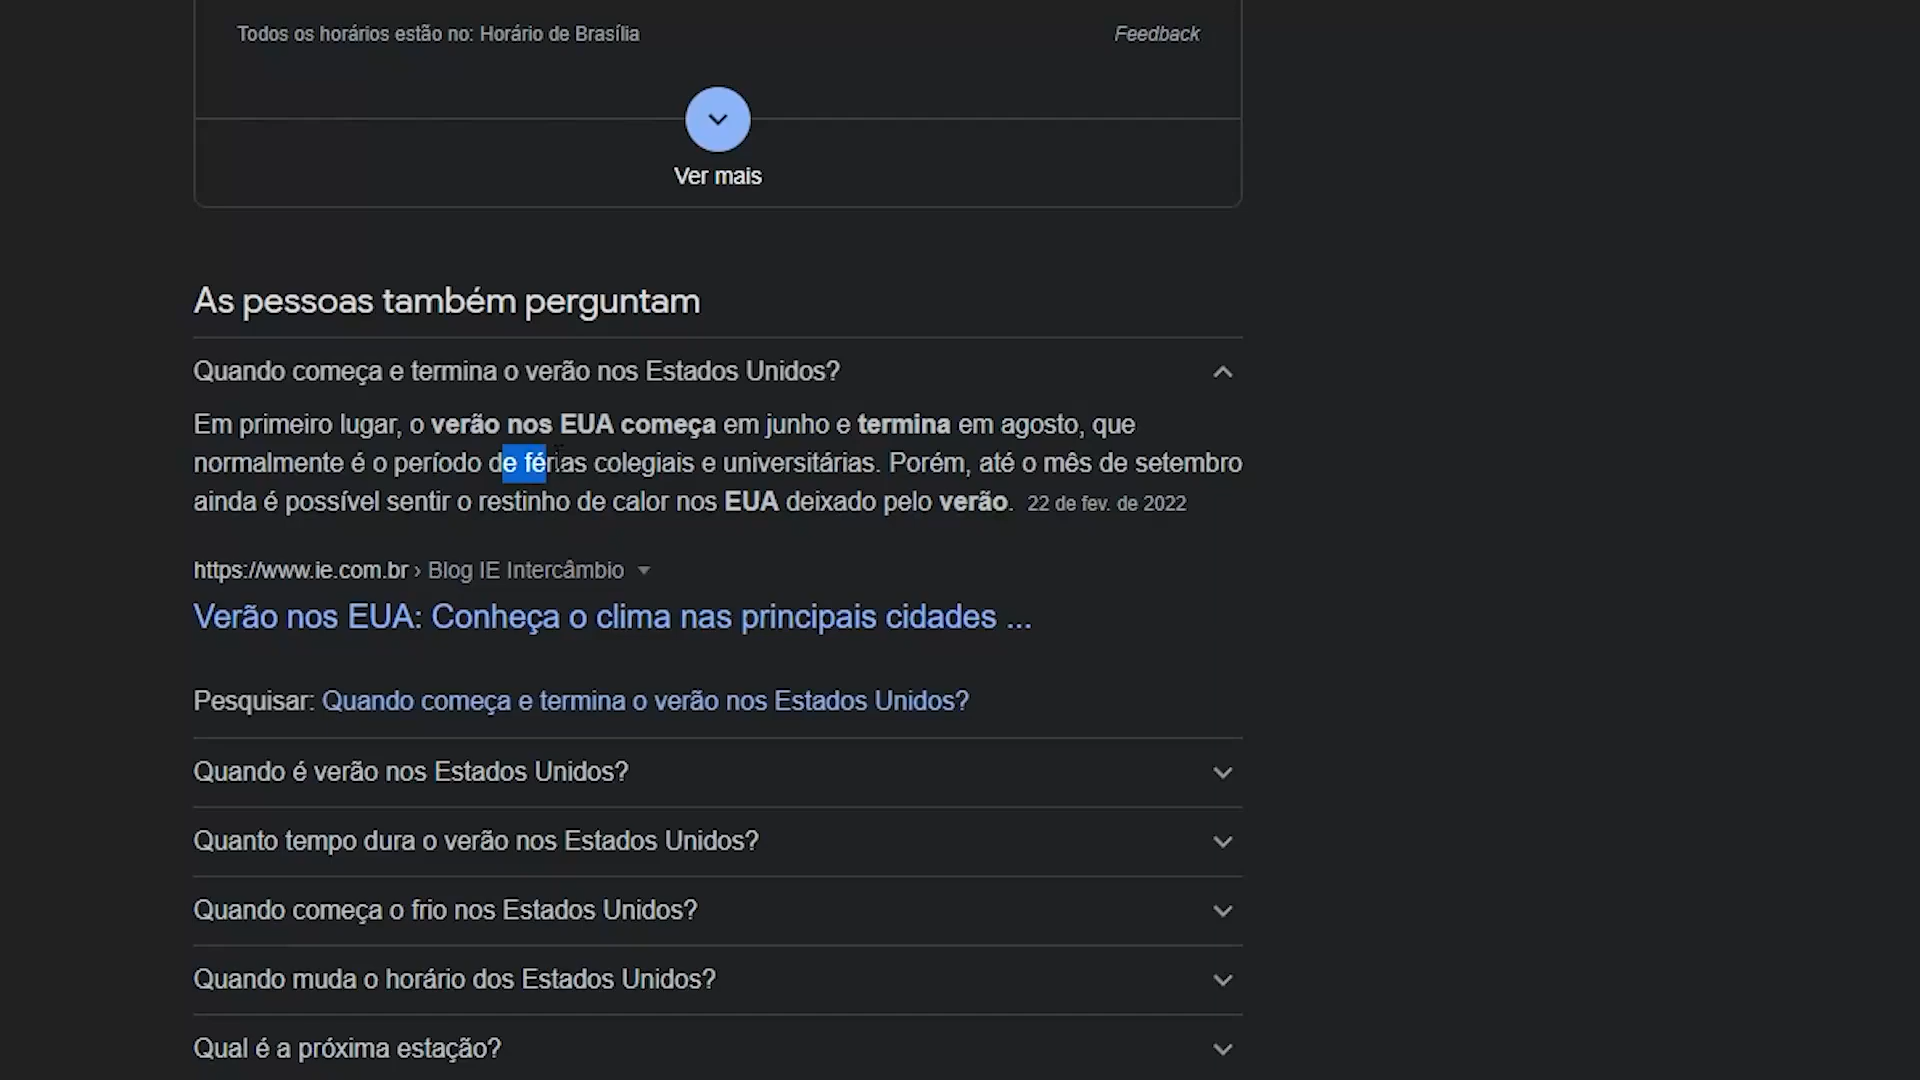 Todos os horários estão no: Horário de Brasília
Feedback
Ver mais
As pessoas também perguntam
Quando começa e termina o verão nos Estados Unidos?
Em primeiro lugar, o verão nos EUA começa em junho e termina em agosto, que
normalmente é o período de férias colegiais e universitárias. Porém, até o mês de setembro
ainda é possível sentir o restinho de calor nos EUA deixado pelo verão. 22 de fev. de 2022
https://www.ie.com.br › Blog IE Intercâmbio
Verão nos EUA: Conheça o clima nas principais cidades ...
Pesquisar: Quando começa e termina o verão nos Estados Unidos?
Quando é verão nos Estados Unidos?
Quanto tempo dura o verão nos Estados Unidos?
Quando começa o frio nos Estados Unidos?
Quando muda o horário dos Estados Unidos?
Qual é a próxima estação?